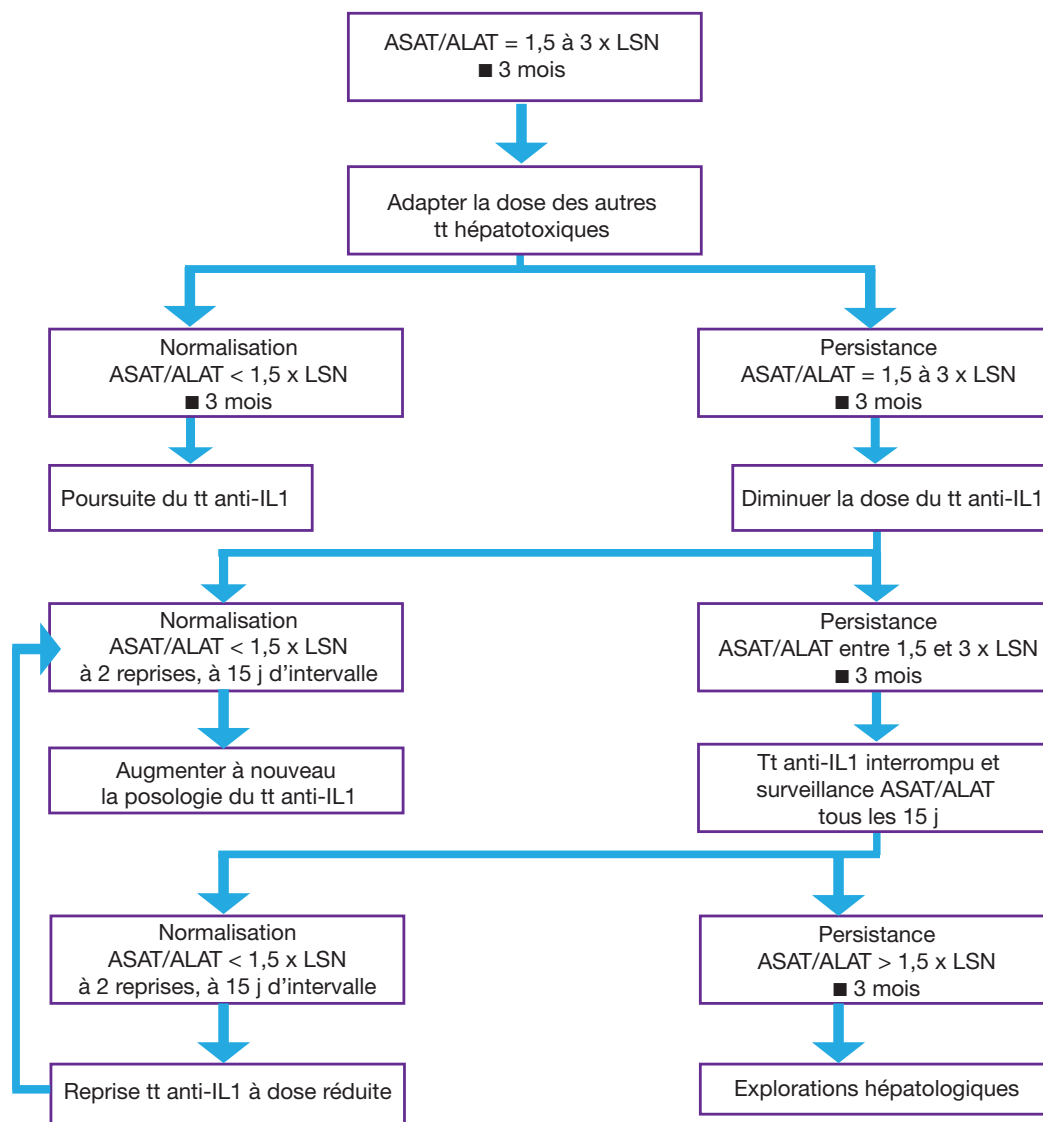 ASAT/ALAT = 1,5 à 3 x LSN
■ 3 mois
Adapter la dose des autres
tt hépatotoxiques
Normalisation
ASAT/ALAT < 1,5 x LSN
■ 3 mois
Persistance
ASAT/ALAT = 1,5 à 3 x LSN
■ 3 mois
Poursuite du tt anti-IL1
Diminuer la dose du tt anti-IL1
Normalisation
ASAT/ALAT < 1,5 x LSN
à 2 reprises, à 15 j d’intervalle
Persistance
ASAT/ALAT entre 1,5 et 3 x LSN
■ 3 mois
Augmenter à nouveau
la posologie du tt anti-IL1
Tt anti-IL1 interrompu et
surveillance ASAT/ALAT
tous les 15 j
Normalisation
ASAT/ALAT < 1,5 x LSN
à 2 reprises, à 15 j d’intervalle
Persistance
ASAT/ALAT > 1,5 x LSN
■ 3 mois
Reprise tt anti-IL1 à dose réduite
Explorations hépatologiques